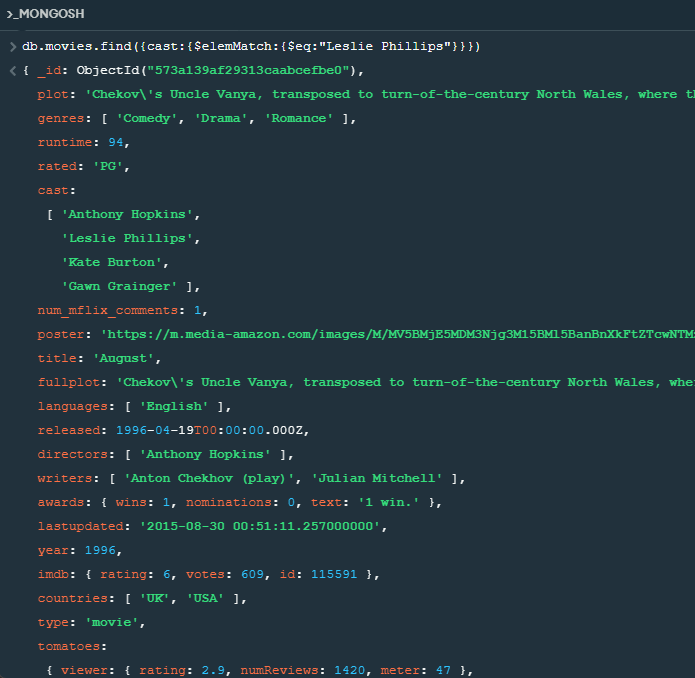 >_MONGOSH
> db.movies.find({cast:{$elemMatch:{$eq:"Leslie Phillips"}}})
< { _id: ObjectId("573a139af29313caabcefbe0"),
plot: 'Chekov\'s Uncle Vanya, transposed to turn-of-the-century North Wales, where
genres: [ 'Comedy', 'Drama', 'Romance' ],
runtime: 94,
rated: 'PG',
cast:
[ 'Anthony Hopkins',
'Leslie Phillips',
'Kate Burton',
'Gawn Grainger' ],
num_mflix_comments: 1,
poster: 'https://m.media-amazon.com/images/M/MV5BMjE5MDM3Njg3M15BMl5BanBnXkFtZTcwNTM
title: 'August',
fullplot: 'Chekov\'s Uncle Vanya, transposed to turn-of-the-century North Wales,
languages: [ 'English' ],
released: 1996-04-19T00:00:00.000Z,
directors: [ 'Anthony Hopkins' ],
writers: [ 'Anton Chekhov (play)', 'Julian Mitchell' ],
awards: { wins: 1, nominations: 0, text: '1 win.' },
lastupdated: '2015-08-30 00:51:11.257000000',
year: 1996,
imdb: { rating: 6, votes: 609, id: 115591 },
countries: [ 'UK', 'USA' ],
type: 'movie',
tomatoes:
{ viewer: { rating: 2.9, numReviews: 1420, meter: 47 },